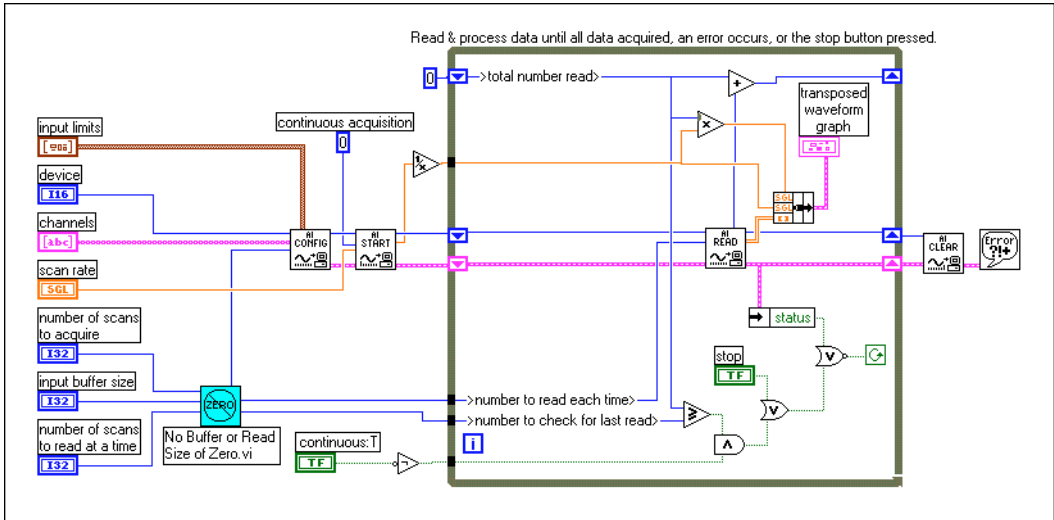 Read & process data until all data acquired, an error occurs, or the stop button pressed.
0
>total number read>
+
transposed
waveform
graph
input limits
continuous acquisition
0
x
1/x
device
I16
SGL
SGL
channels
[abc]
AI
CONFIG
AI
START
AI
READ
AI
CLEAR
Error
?!+
scan rate
SGL
number of scans
to acquire
I32
status
stop
TF
V
V
input buffer size
I32
ZERO
>number to read each time>
≥
number of scans
to read at a time
I32
No Buffer or Read
Size of Zero.vi
>number to check for last read>
i
continuous:T
TF
¬
Λ